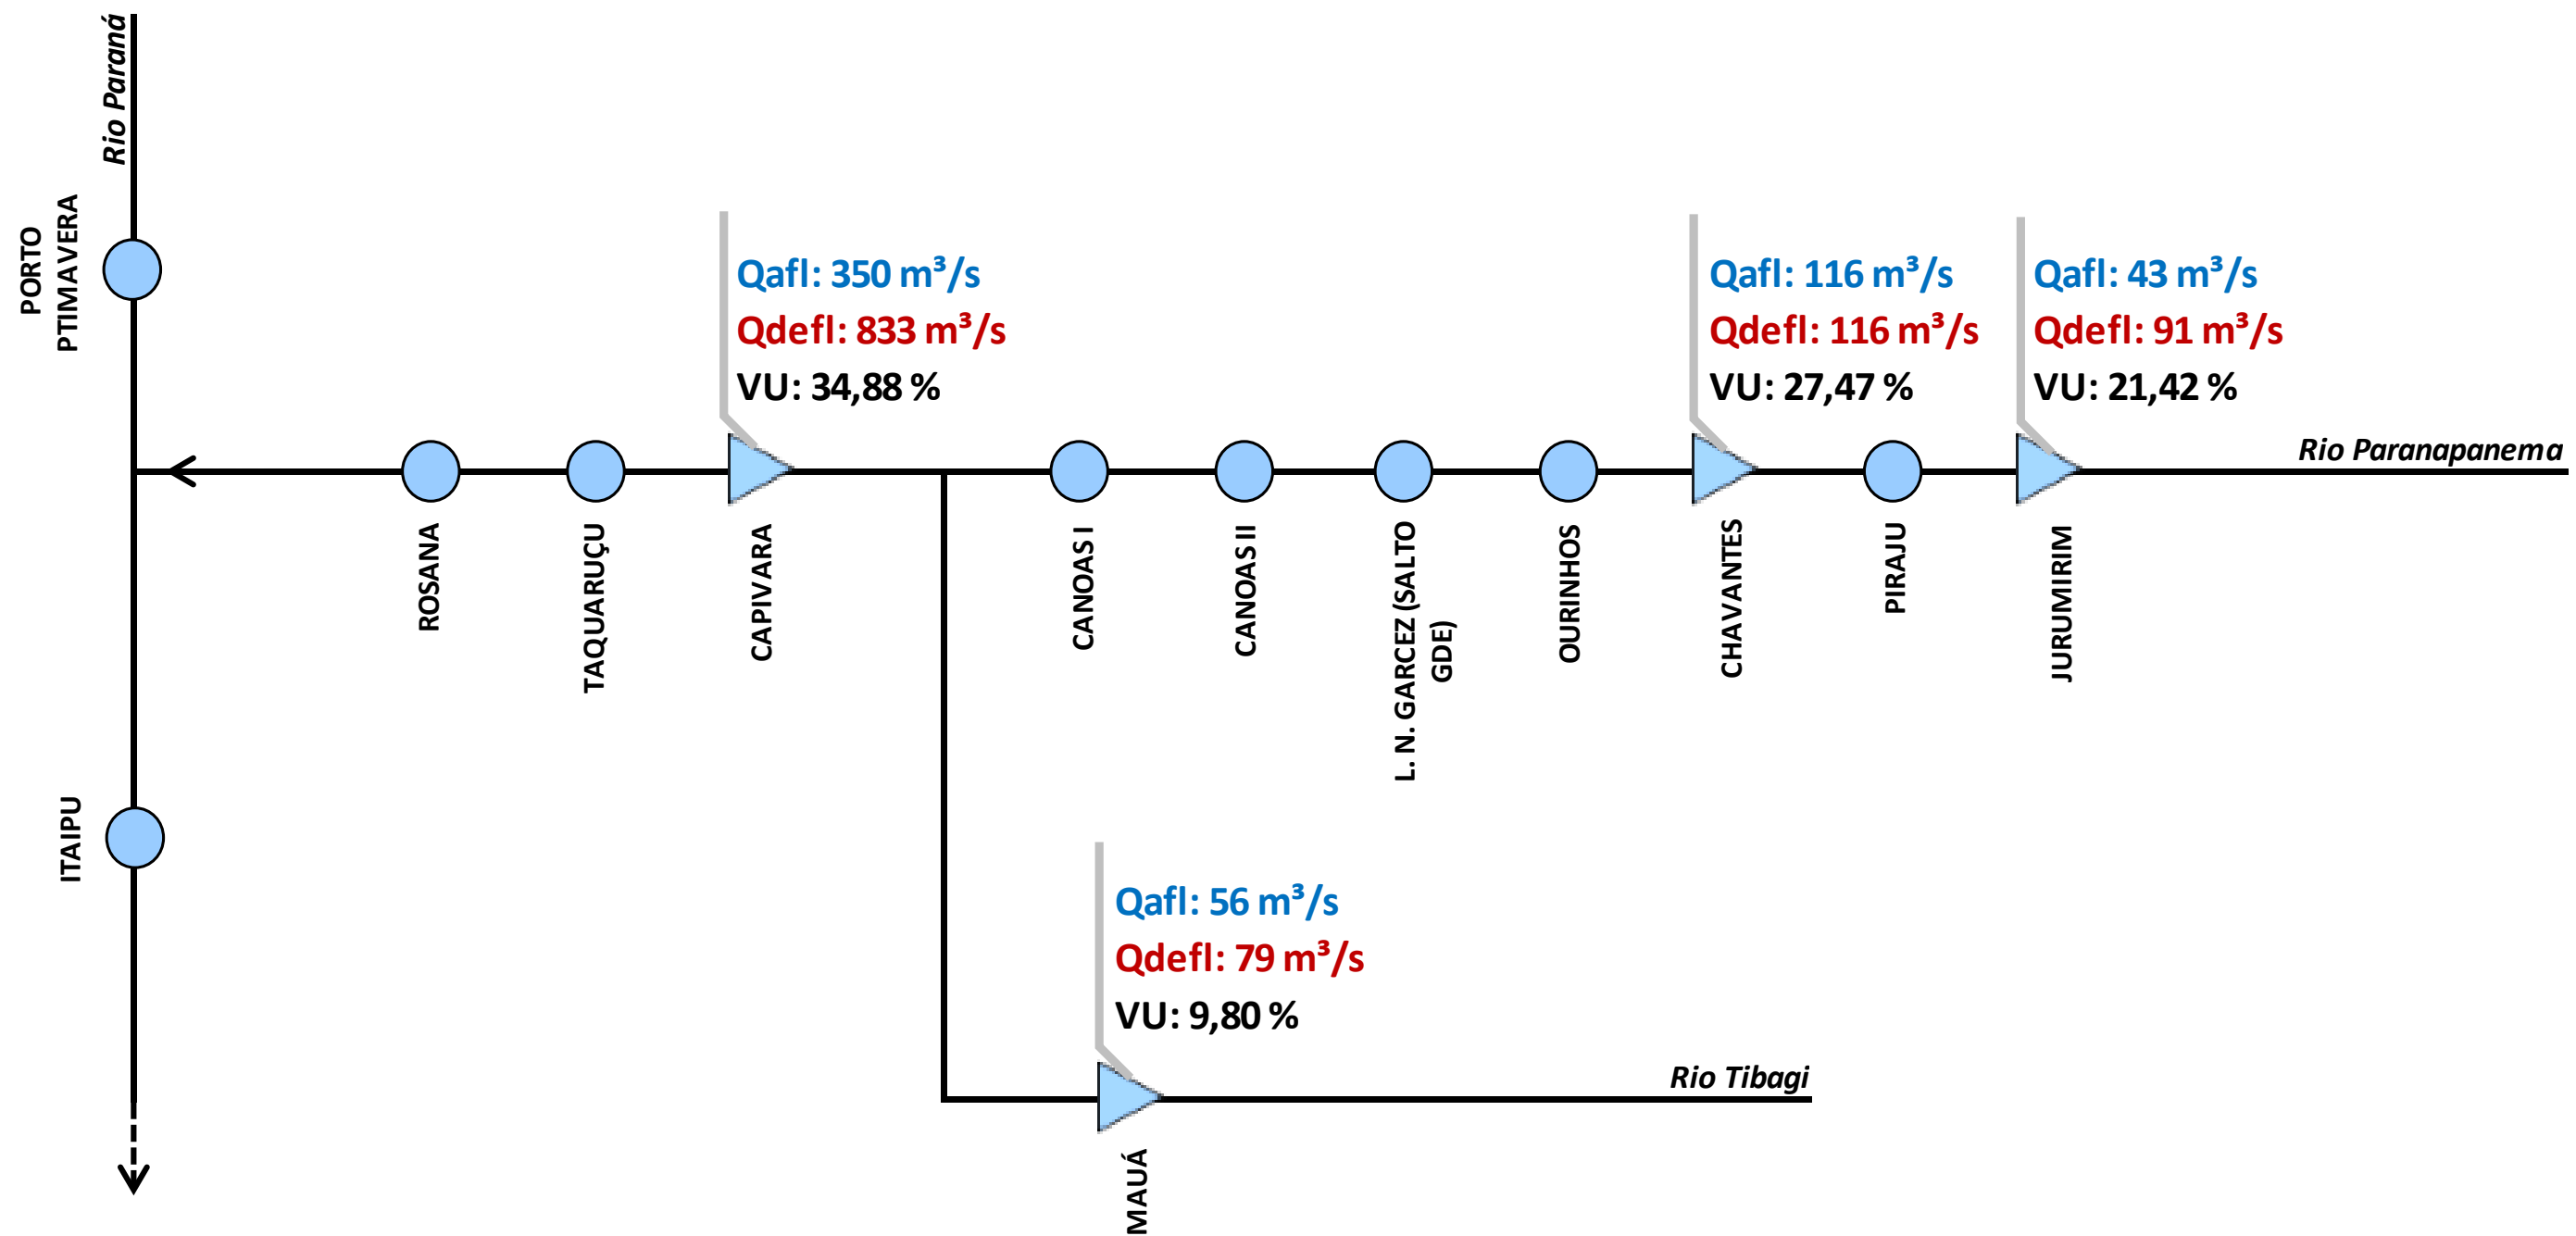 Rio Paraná
PORTO
PTIMAVERA
Qafl: 350 m³/s
Qdefl: 833 m³/s
VU: 34,88 %
Qafl: 116 m³/s
Qdefl: 116 m³/s
VU: 27,47 %
Qafl: 43 m³/s
Qdefl: 91 m³/s
VU: 21,42 %
Rio Paranapanema
ROSANA
TAQUARUÇU
CAPIVARA
CANOAS I
CANOAS II
L. N. GARCEZ (SALTO
GDE)
OURINHOS
CHAVANTES
PIRAJU
JURUMIRIM
ITAIPU
Qafl: 56 m³/s
Qdefl: 79 m³/s
VU: 9,80 %
Rio Tibagi
MAUÁ